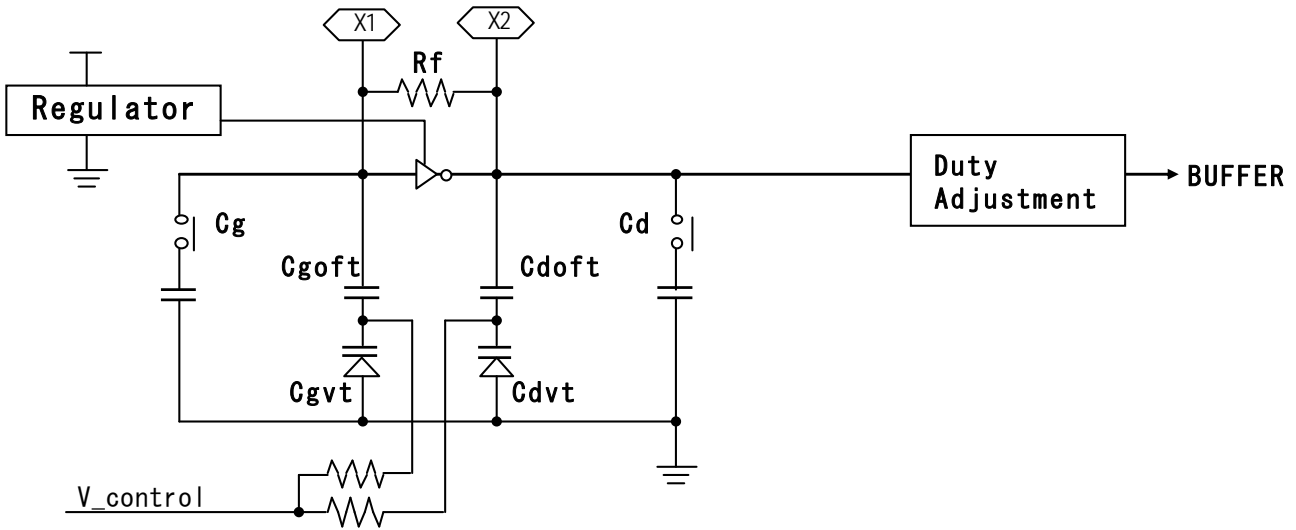 X1
X2
Rf
Regulator
Duty
Adjustment
BUFFER
Cg
Cd
Cgoft
Cdoft
Cgvt
Cdvt
V_control